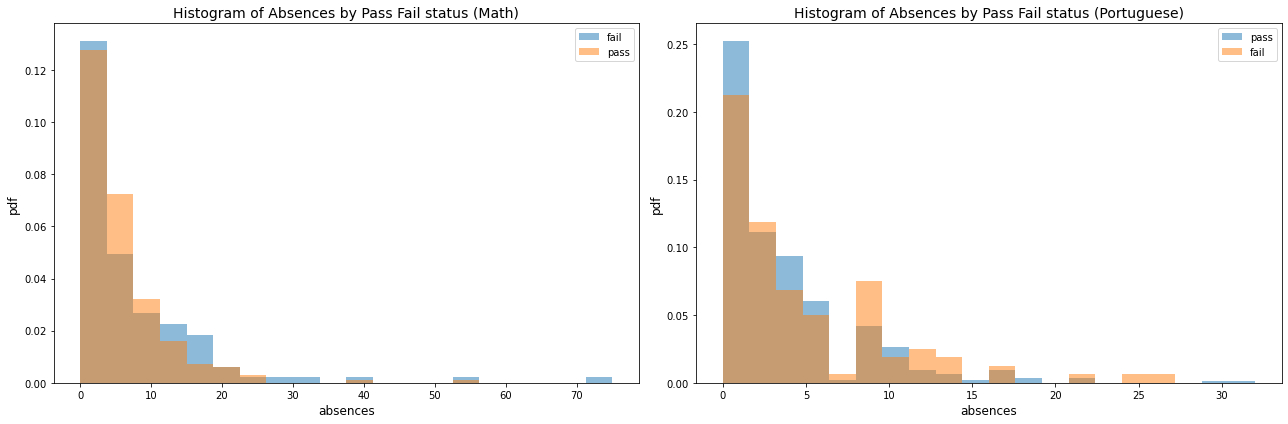 Histogram of Absences by Pass Fail status (Math)
fail
pass
0.12
0.10
0.08
0.06
0.04
0.02
0.00
pdf
0 10 20 30 40 50 60 70
absences
Histogram of Absences by Pass Fail status (Portuguese)
pass
fail
0.25
0.20
0.15
0.10
0.05
0.00
pdf
0 5 10 15 20 25 30
absences